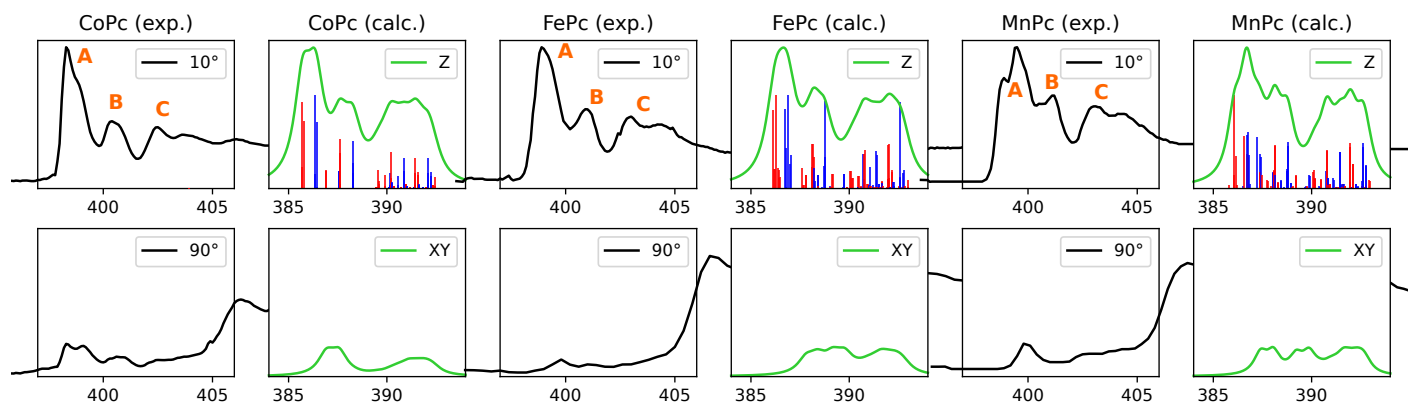 CoPc (exp.)
CoPc (calc.)
FePc (exp.)
FePc (calc.)
MnPc (exp.)
MnPc (calc.)
A
B
C
10°
400
405
Z
385
390
A
B
C
10°
400
405
Z
385
390
A
B
C
10°
400
405
Z
385
390
90°
400
405
XY
385
390
90°
400
405
XY
385
390
90°
400
405
XY
385
390